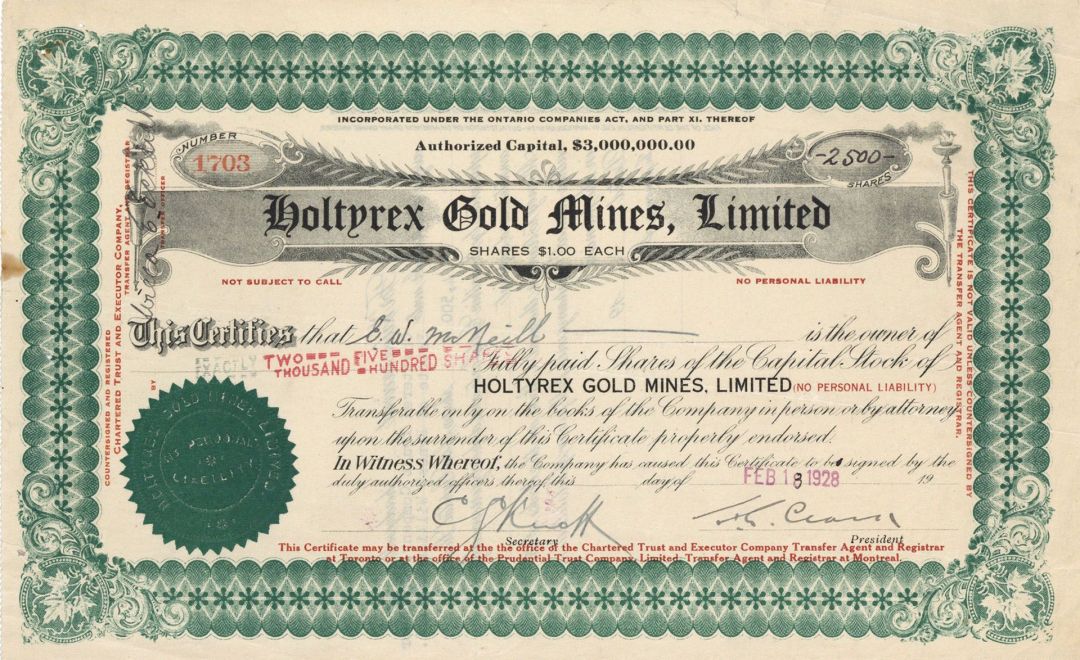 INCORPORATED UNDER THE ONTARIO COMPANIES ACT, AND PART XI. THEREOF
Authorized Capital, $3,000,000.00
NUMBER
1703
-2500-
SHARES
Holtyrex Gold Mines, Limited
SHARES $1.00 EACH
NOT SUBJECT TO CALL
NO PERSONAL LIABILITY
This Certifies that E. W. McNeill is the owner of
EXACTLY TWO THOUSAND FIVE HUNDRED SHARES Fully paid Shares of the Capital Stock of
HOLTYREX GOLD MINES, LIMITED (NO PERSONAL LIABILITY)
Transferable only on the books of the Company in person or by attorney
upon the surrender of this Certificate properly endorsed.
In Witness Whereof, the Company has caused this Certificate to be signed by the
duly authorized officers thereof this day of FEB 18 1928 19
Secretary
President
This Certificate may be transferred at the the office of the Chartered Trust and Executor Company Transfer Agent and Registrar
at Toronto or at the office of the Prudential Trust Company, Limited, Transfer Agent and Registrar at Montreal.
COUNTERSIGNED AND REGISTERED
CHARTERED TRUST AND EXECUTOR COMPANY,
TRANSFER AGENT AND REGISTRAR
BY
TRANSFER OFFICER
THIS CERTIFICATE IS NOT VALID UNLESS COUNTERSIGNED BY
THE TRANSFER AGENT AND REGISTRAR.